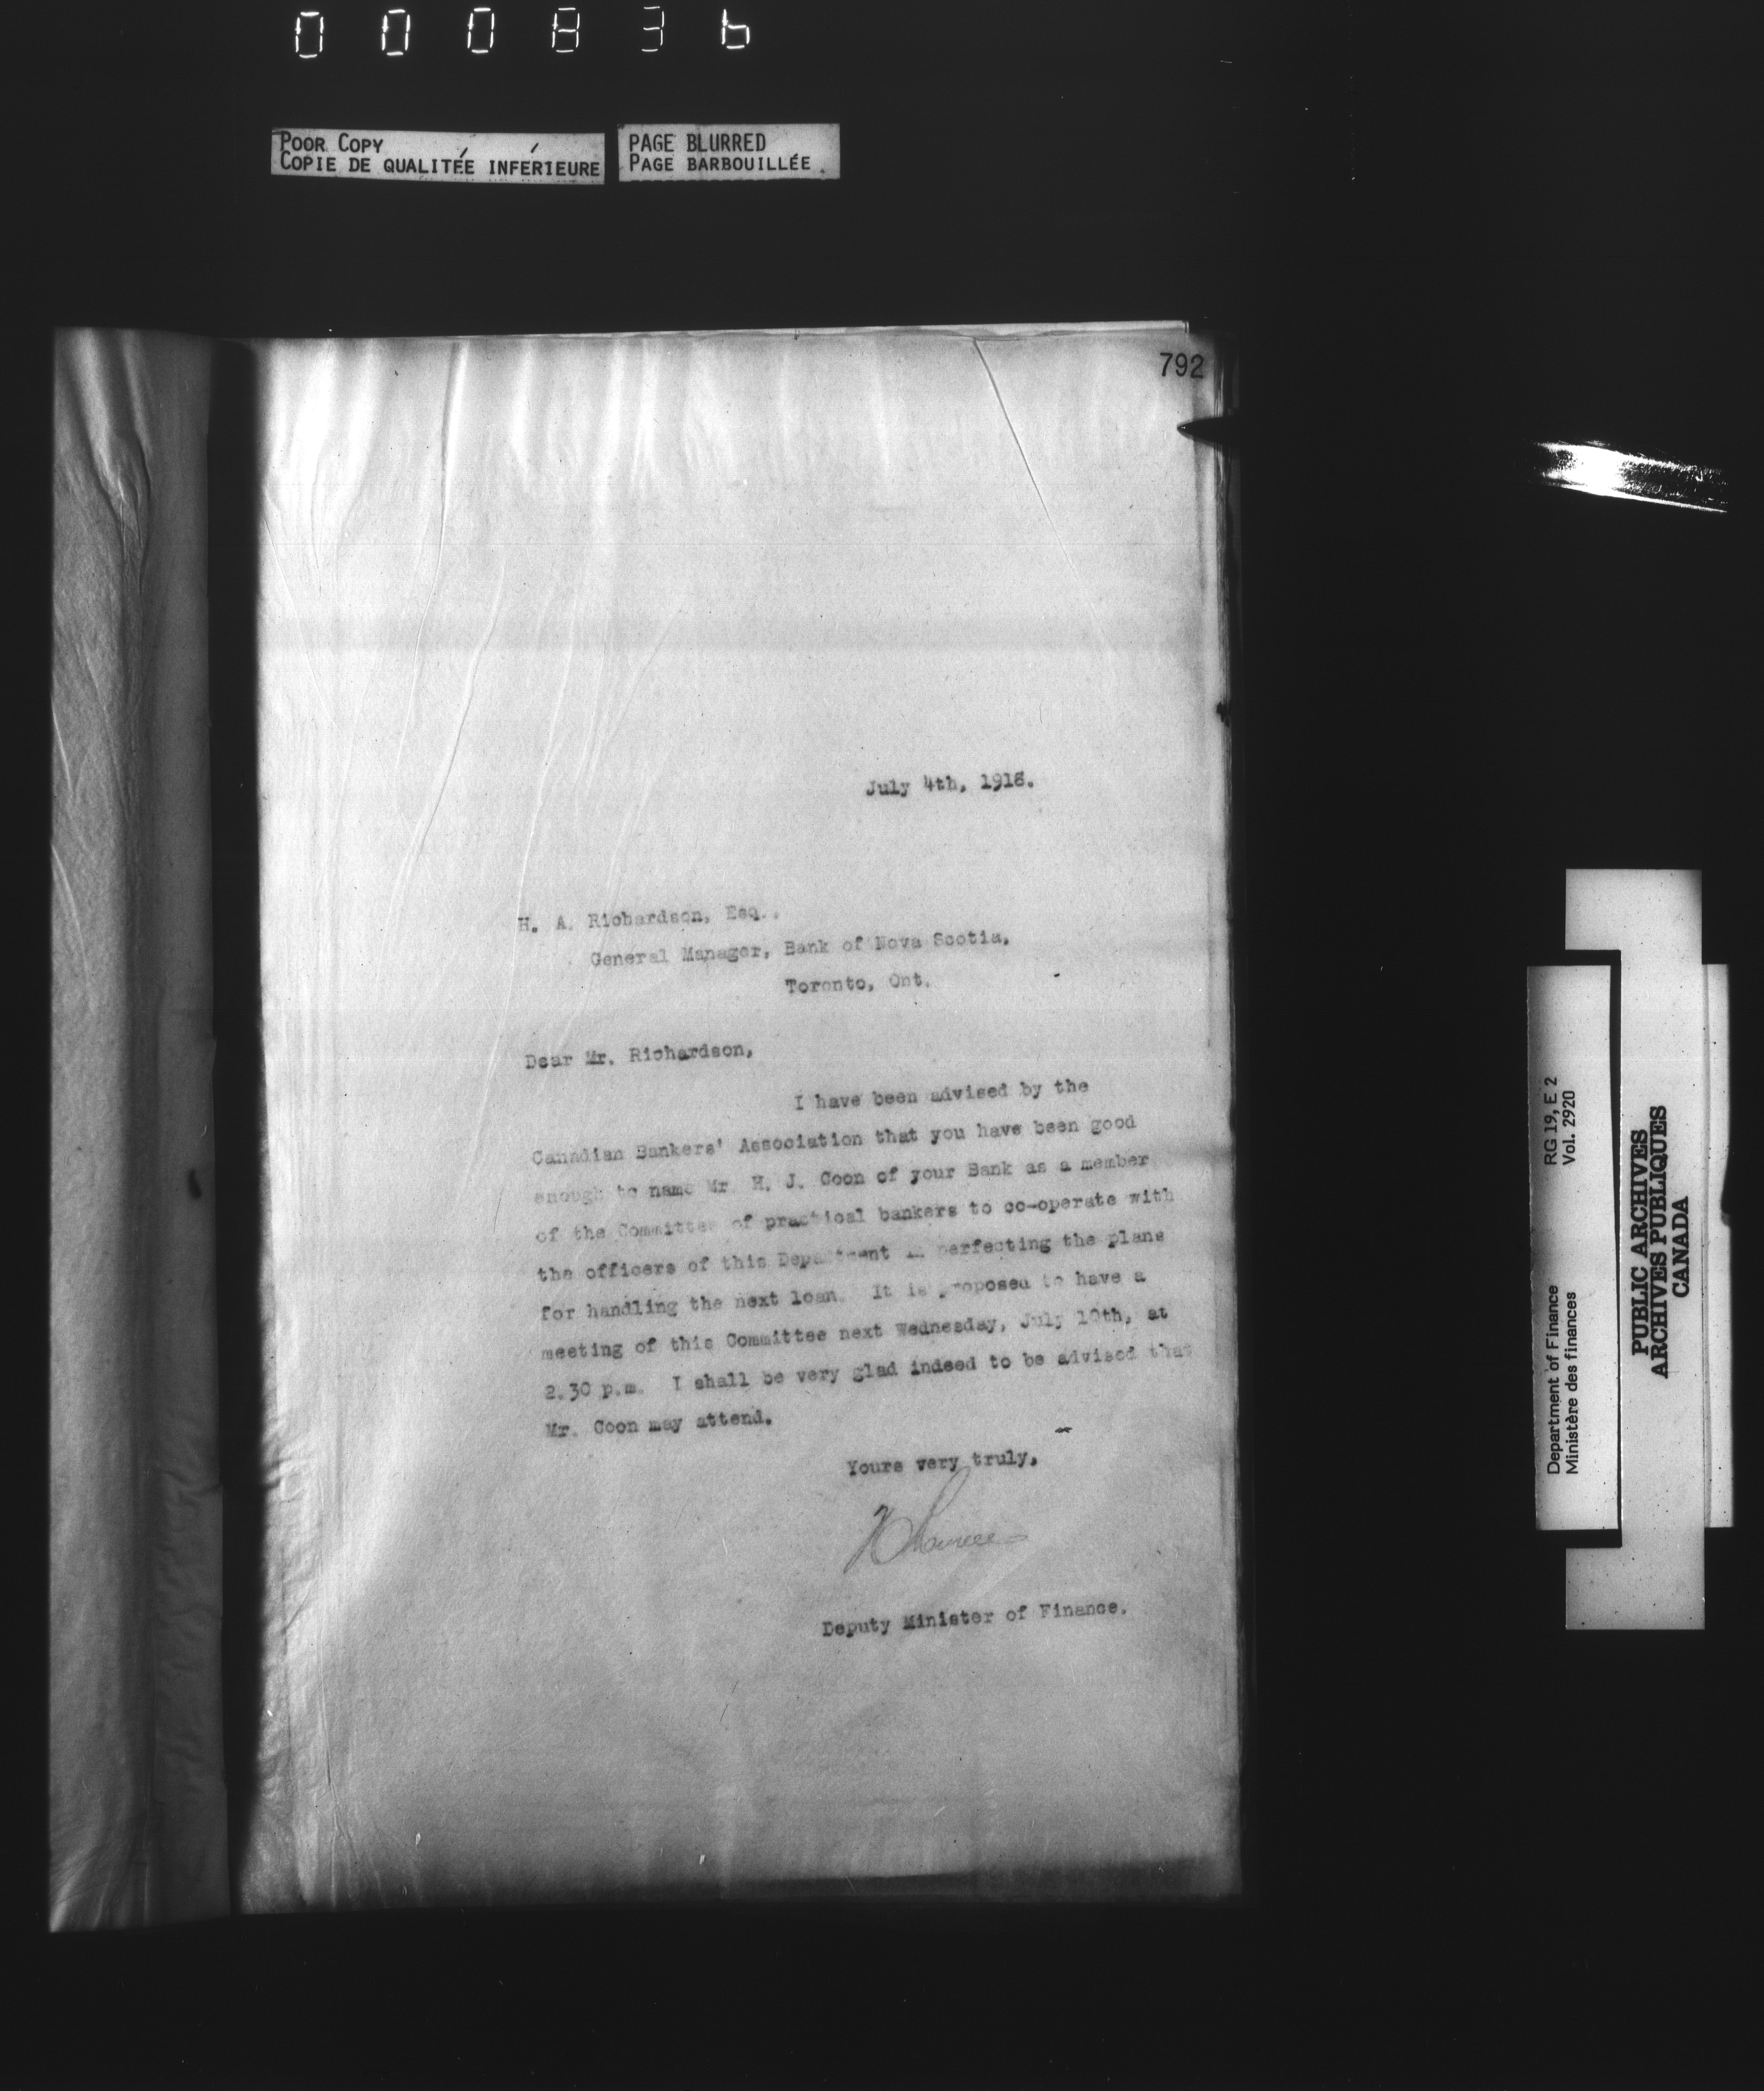 000836
POOR COPY
COPIE DE QUALITÉE INFÉRIEURE
PAGE BLURRED
PAGE BARBOUILLÉE
792
July 4th, 1918.
H. A. Richardson, Esq.,
General Manager, Bank of Nova Scotia,
Toronto, Ont.
Dear Mr. Richardson,
I have been advised by the
Canadian Bankers' Association that you have been good
enough to name Mr. H. J. Coon of your Bank as a member
of the Committee of practical bankers to co-operate with
the officers of this Department in perfecting the plans
for handling the next loan. It is proposed to have a
meeting of this Committee next Wednesday, July 10th, at
2.30 p.m. I shall be very glad indeed to be advised that
Mr. Coon may attend.
Yours very truly,
Deputy Minister of Finance.
Department of Finance
Ministère des finances
RG 19, E 2
Vol. 2920
PUBLIC ARCHIVES
ARCHIVES PUBLIQUES
CANADA